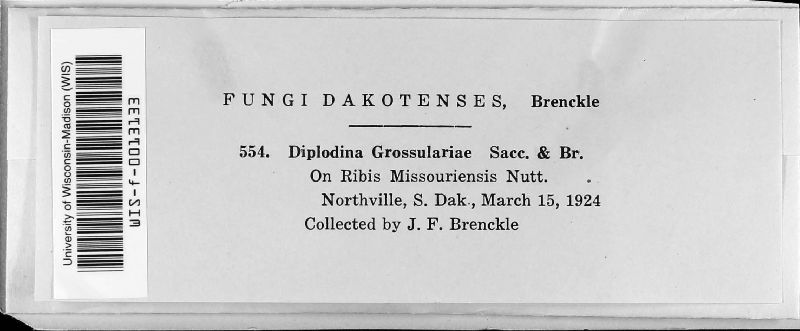 University of Wisconsin-Madison (WIS)
WIS-f-0013133
FUNGI DAKOTENSES, Brenckle
554. Diplodina Grossulariae Sacc. & Br.
On Ribis Missouriensis Nutt.
Northville, S. Dak., March 15, 1924
Collected by J. F. Brenckle